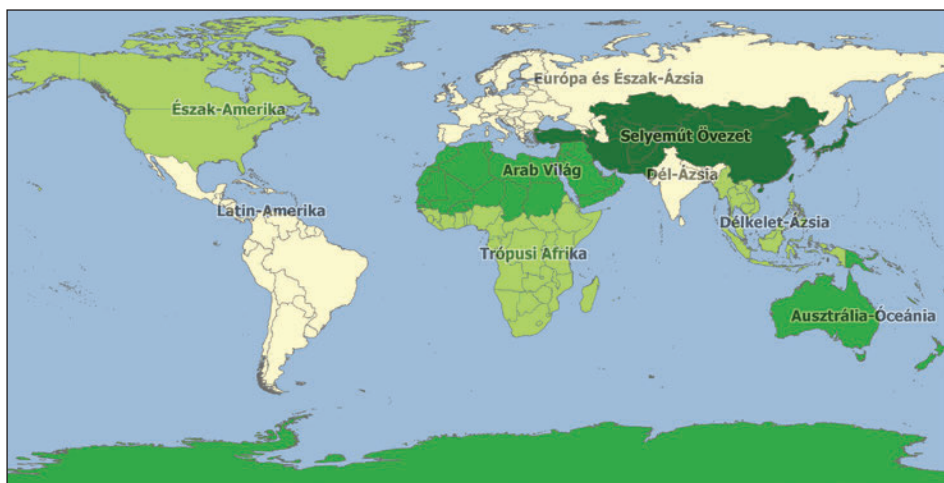 Európa és Észak-Ázsia
Észak-Amerika
Selyemút Övezet
Arab Világ
Dél-Ázsia
Latin-Amerika
Délkelet-Ázsia
Trópusi Afrika
Ausztrália-Óceánia